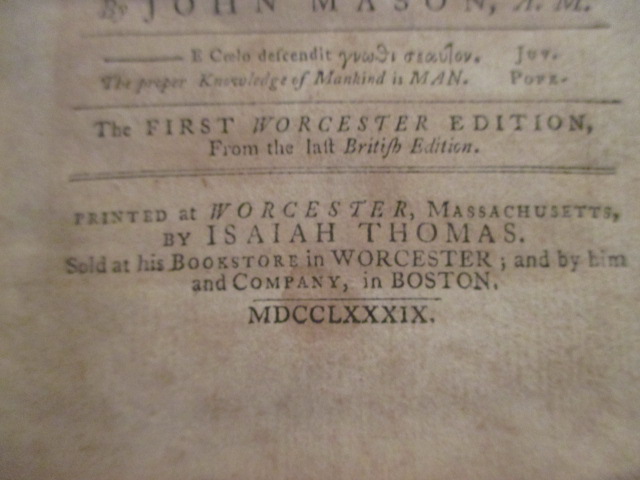 By JOHN MASON, A. M.
E Cœlo deſcendit γνωθι σεαυτον. Juv.
The proper Knowledge of Mankind is MAN. Pope.
The FIRST WORCESTER EDITION,
From the laſt Britiſh Edition.
PRINTED at WORCESTER, MASSACHUSETTS,
BY ISAIAH THOMAS.
Sold at his BOOKSTORE in WORCESTER ; and by him
and COMPANY, in BOSTON.
MDCCLXXXIX.